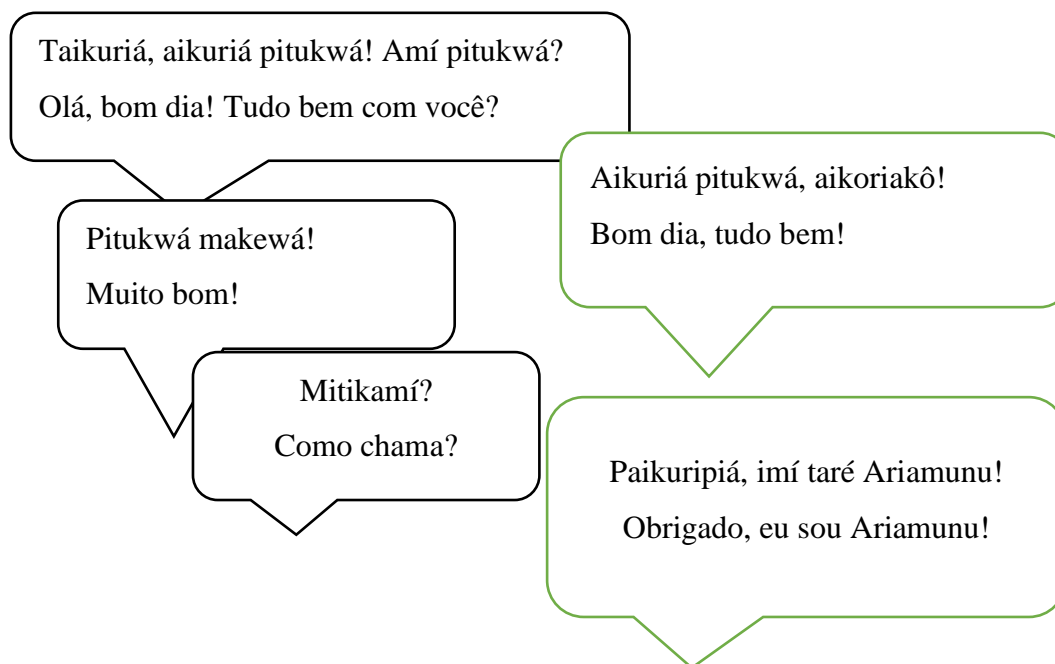 Taikuriá, aikuriá pitukwá! Amí pitukwá?
Olá, bom dia! Tudo bem com você?
Aikuriá pitukwá, aikoriakô!
Bom dia, tudo bem!
Pitukwá makewá!
Muito bom!
Mitikamí?
Como chama?
Paikuripiá, imí taré Ariamunu!
Obrigado, eu sou Ariamunu!